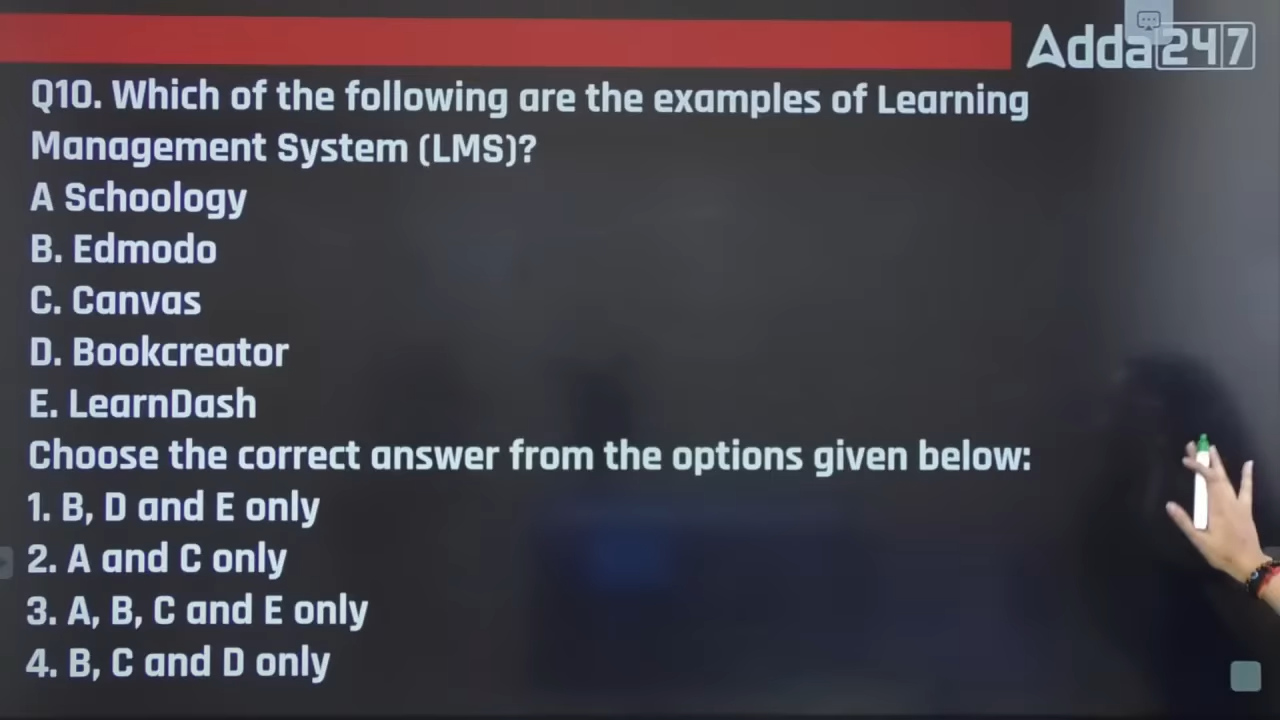 Adda 247
Q10. Which of the following are the examples of Learning
Management System (LMS)?
A Schoology
B. Edmodo
C. Canvas
D. Bookcreator
E. LearnDash
Choose the correct answer from the options given below:
1. B, D and E only
2. A and C only
3. A, B, C and E only
4. B, C and D only